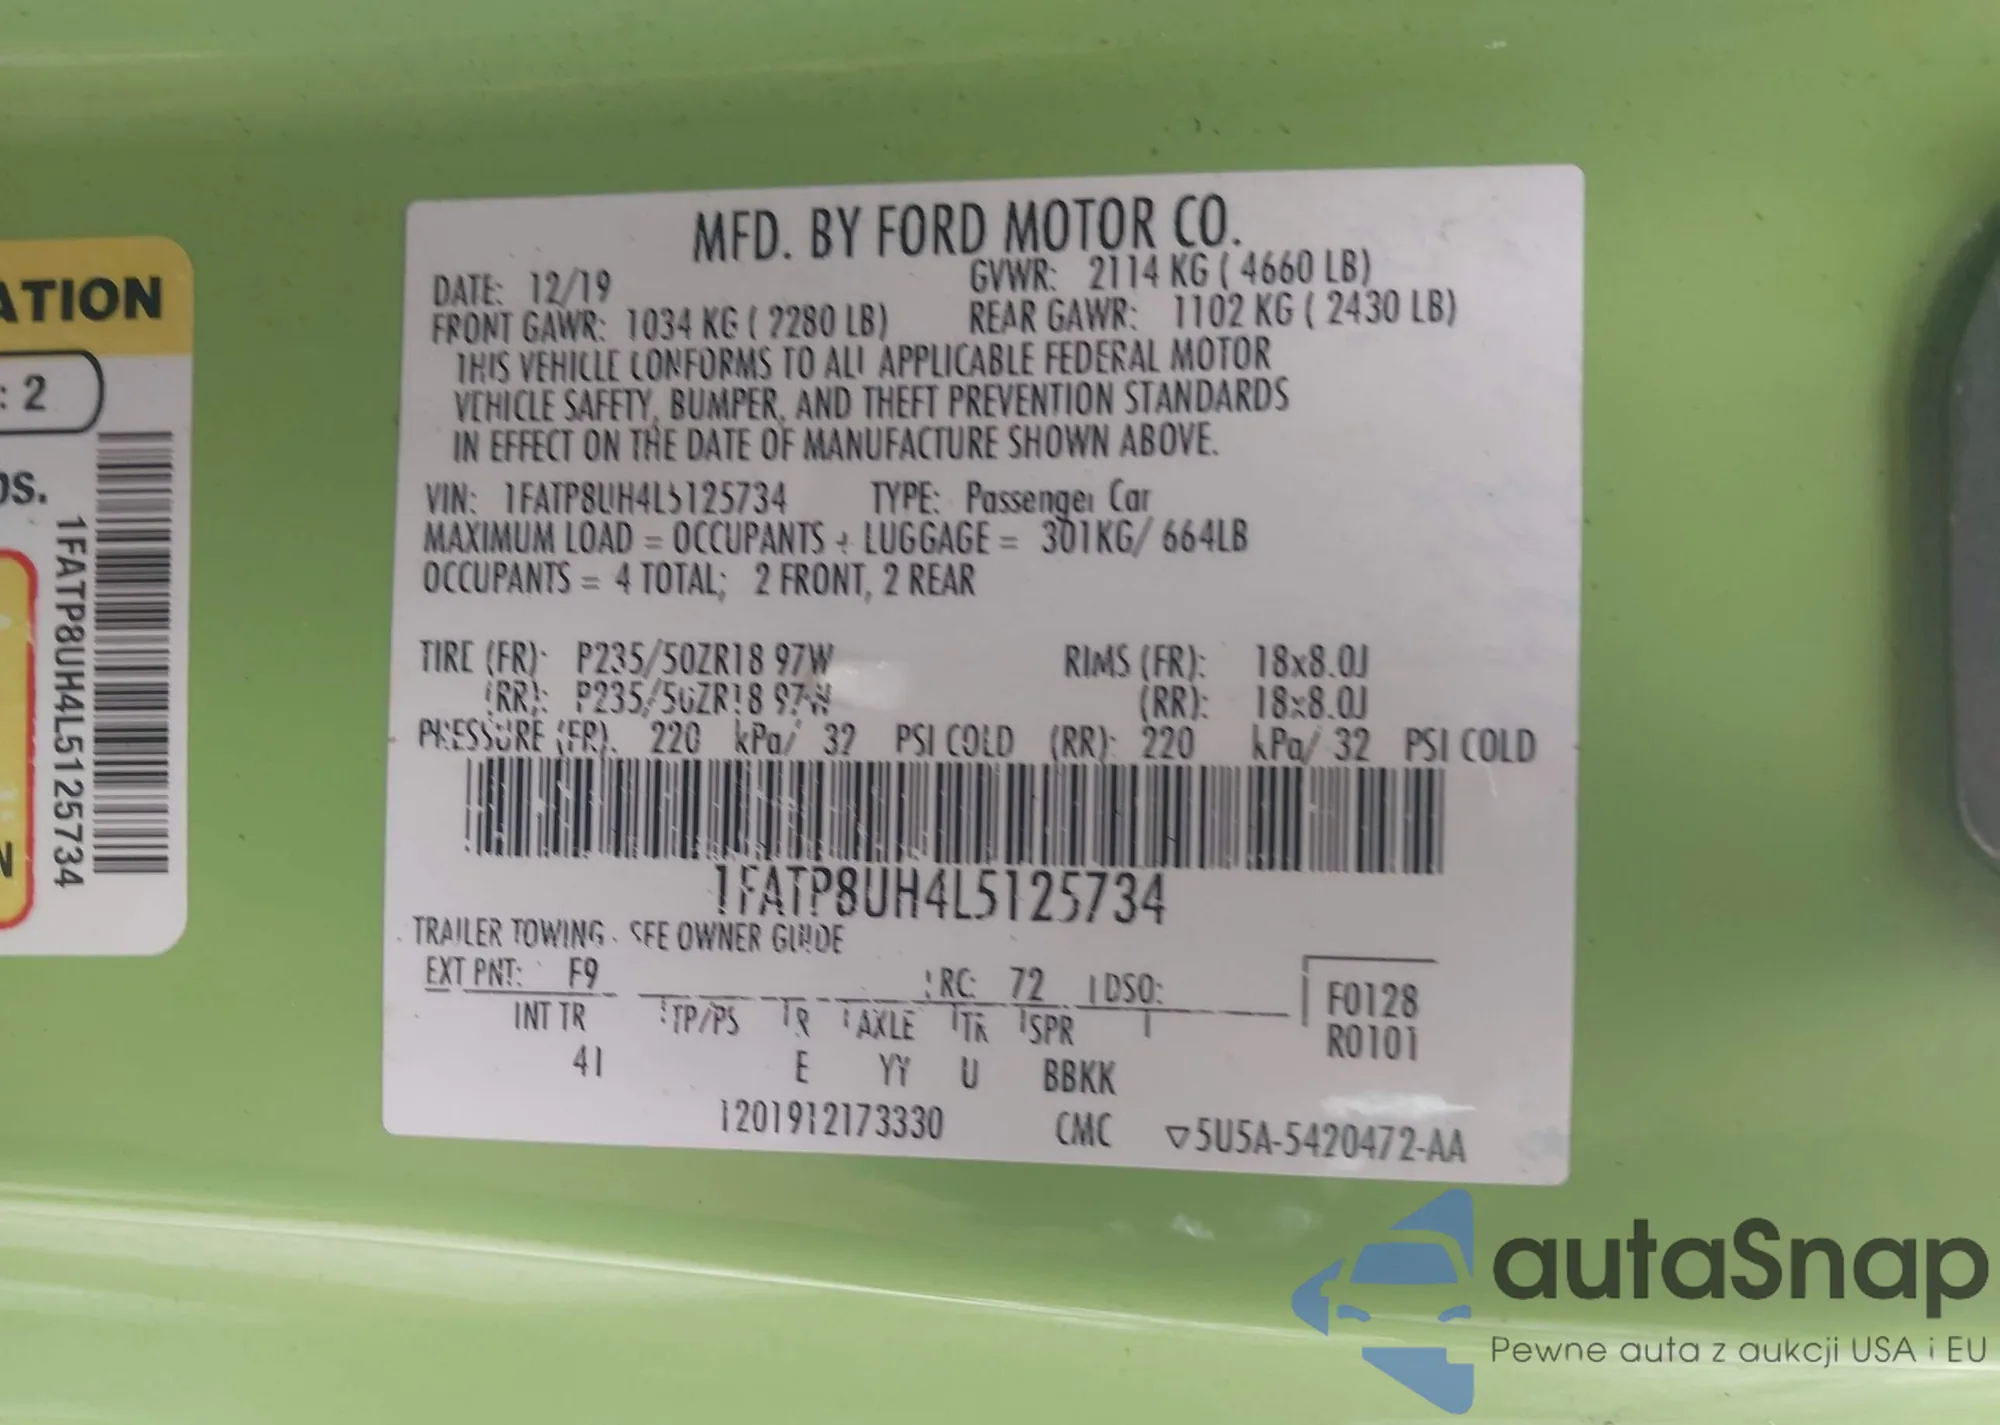 ATION
: 2
os.
1FATP8UH4L5125734
N
MFD. BY FORD MOTOR CO.
DATE: 12/19 GVWR: 2114 KG ( 4660 LB)
FRONT GAWR: 1034 KG ( 2280 LB) REAR GAWR: 1102 KG ( 2430 LB)
THIS VEHICLE CONFORMS TO ALL APPLICABLE FEDERAL MOTOR
VEHICLE SAFETY, BUMPER, AND THEFT PREVENTION STANDARDS
IN EFFECT ON THE DATE OF MANUFACTURE SHOWN ABOVE.
VIN: 1FATP8UH4L5125734 TYPE: Passenger Car
MAXIMUM LOAD = OCCUPANTS + LUGGAGE = 301KG/ 664LB
OCCUPANTS = 4 TOTAL; 2 FRONT, 2 REAR
TIRE (FR): P235/50ZR18 97W RIMS (FR): 18x8.0J
(RR): P235/50ZR18 97W (RR): 18x8.0J
PRESSURE (FR): 220 kPa/ 32 PSI COLD (RR): 220 kPa/ 32 PSI COLD
1FATP8UH4L5125734
TRAILER TOWING - SEE OWNER GUIDE
EXT PNT: F9 RC: 72 DSO: F0128
INT TR TP/PS R AXLE TR SPR R0101
41 E YY U BBKK
1201912173330 CMC ▽5U5A-5420472-AA
autaSnap
Pewne auta z aukcji USA i EU